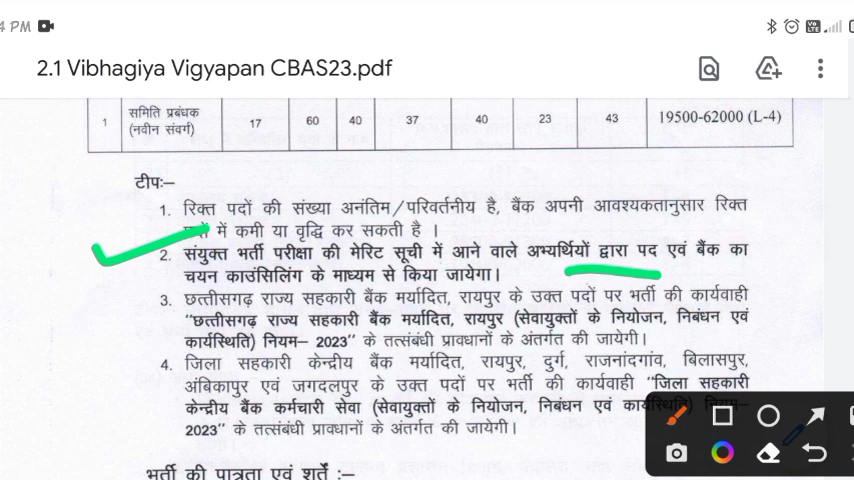 4 PM
2.1 Vibhagiya Vigyapan CBAS23.pdf
1 समिति प्रबंधक (नवीन संवर्ग) 17 60 40 37 40 23 43 19500-62000 (L-4)
टीपः–
1. रिक्त पदों की संख्या अनंतिम/परिवर्तनीय है, बैंक अपनी आवश्यकतानुसार रिक्त
में कमी या वृद्धि कर सकती है ।
2. संयुक्त भर्ती परीक्षा की मेरिट सूची में आने वाले अभ्यर्थियों द्वारा पद एवं बैंक का
चयन काउंसिलिंग के माध्यम से किया जायेगा।
3. छत्तीसगढ़ राज्य सहकारी बैंक मर्यादित, रायपुर के उक्त पदों पर भर्ती की कार्यवाही
"छत्तीसगढ़ राज्य सहकारी बैंक मर्यादित, रायपुर (सेवायुक्तों के नियोजन, निबंधन एवं
कार्यस्थिति) नियम– 2023" के तत्संबंधी प्रावधानों के अंतर्गत की जायेगी।
4. जिला सहकारी केन्द्रीय बैंक मर्यादित, रायपुर, दुर्ग, राजनांदगांव, बिलासपुर,
अंबिकापुर एवं जगदलपुर के उक्त पदों पर भर्ती की कार्यवाही "जिला सहकारी
केन्द्रीय बैंक कर्मचारी सेवा (सेवायुक्तों के नियोजन, निबंधन एवं कार्यस्थिति) नियम–
2023" के तत्संबंधी प्रावधानों के अंतर्गत की जायेगी।
भर्ती की पात्रता एवं शर्तें :–